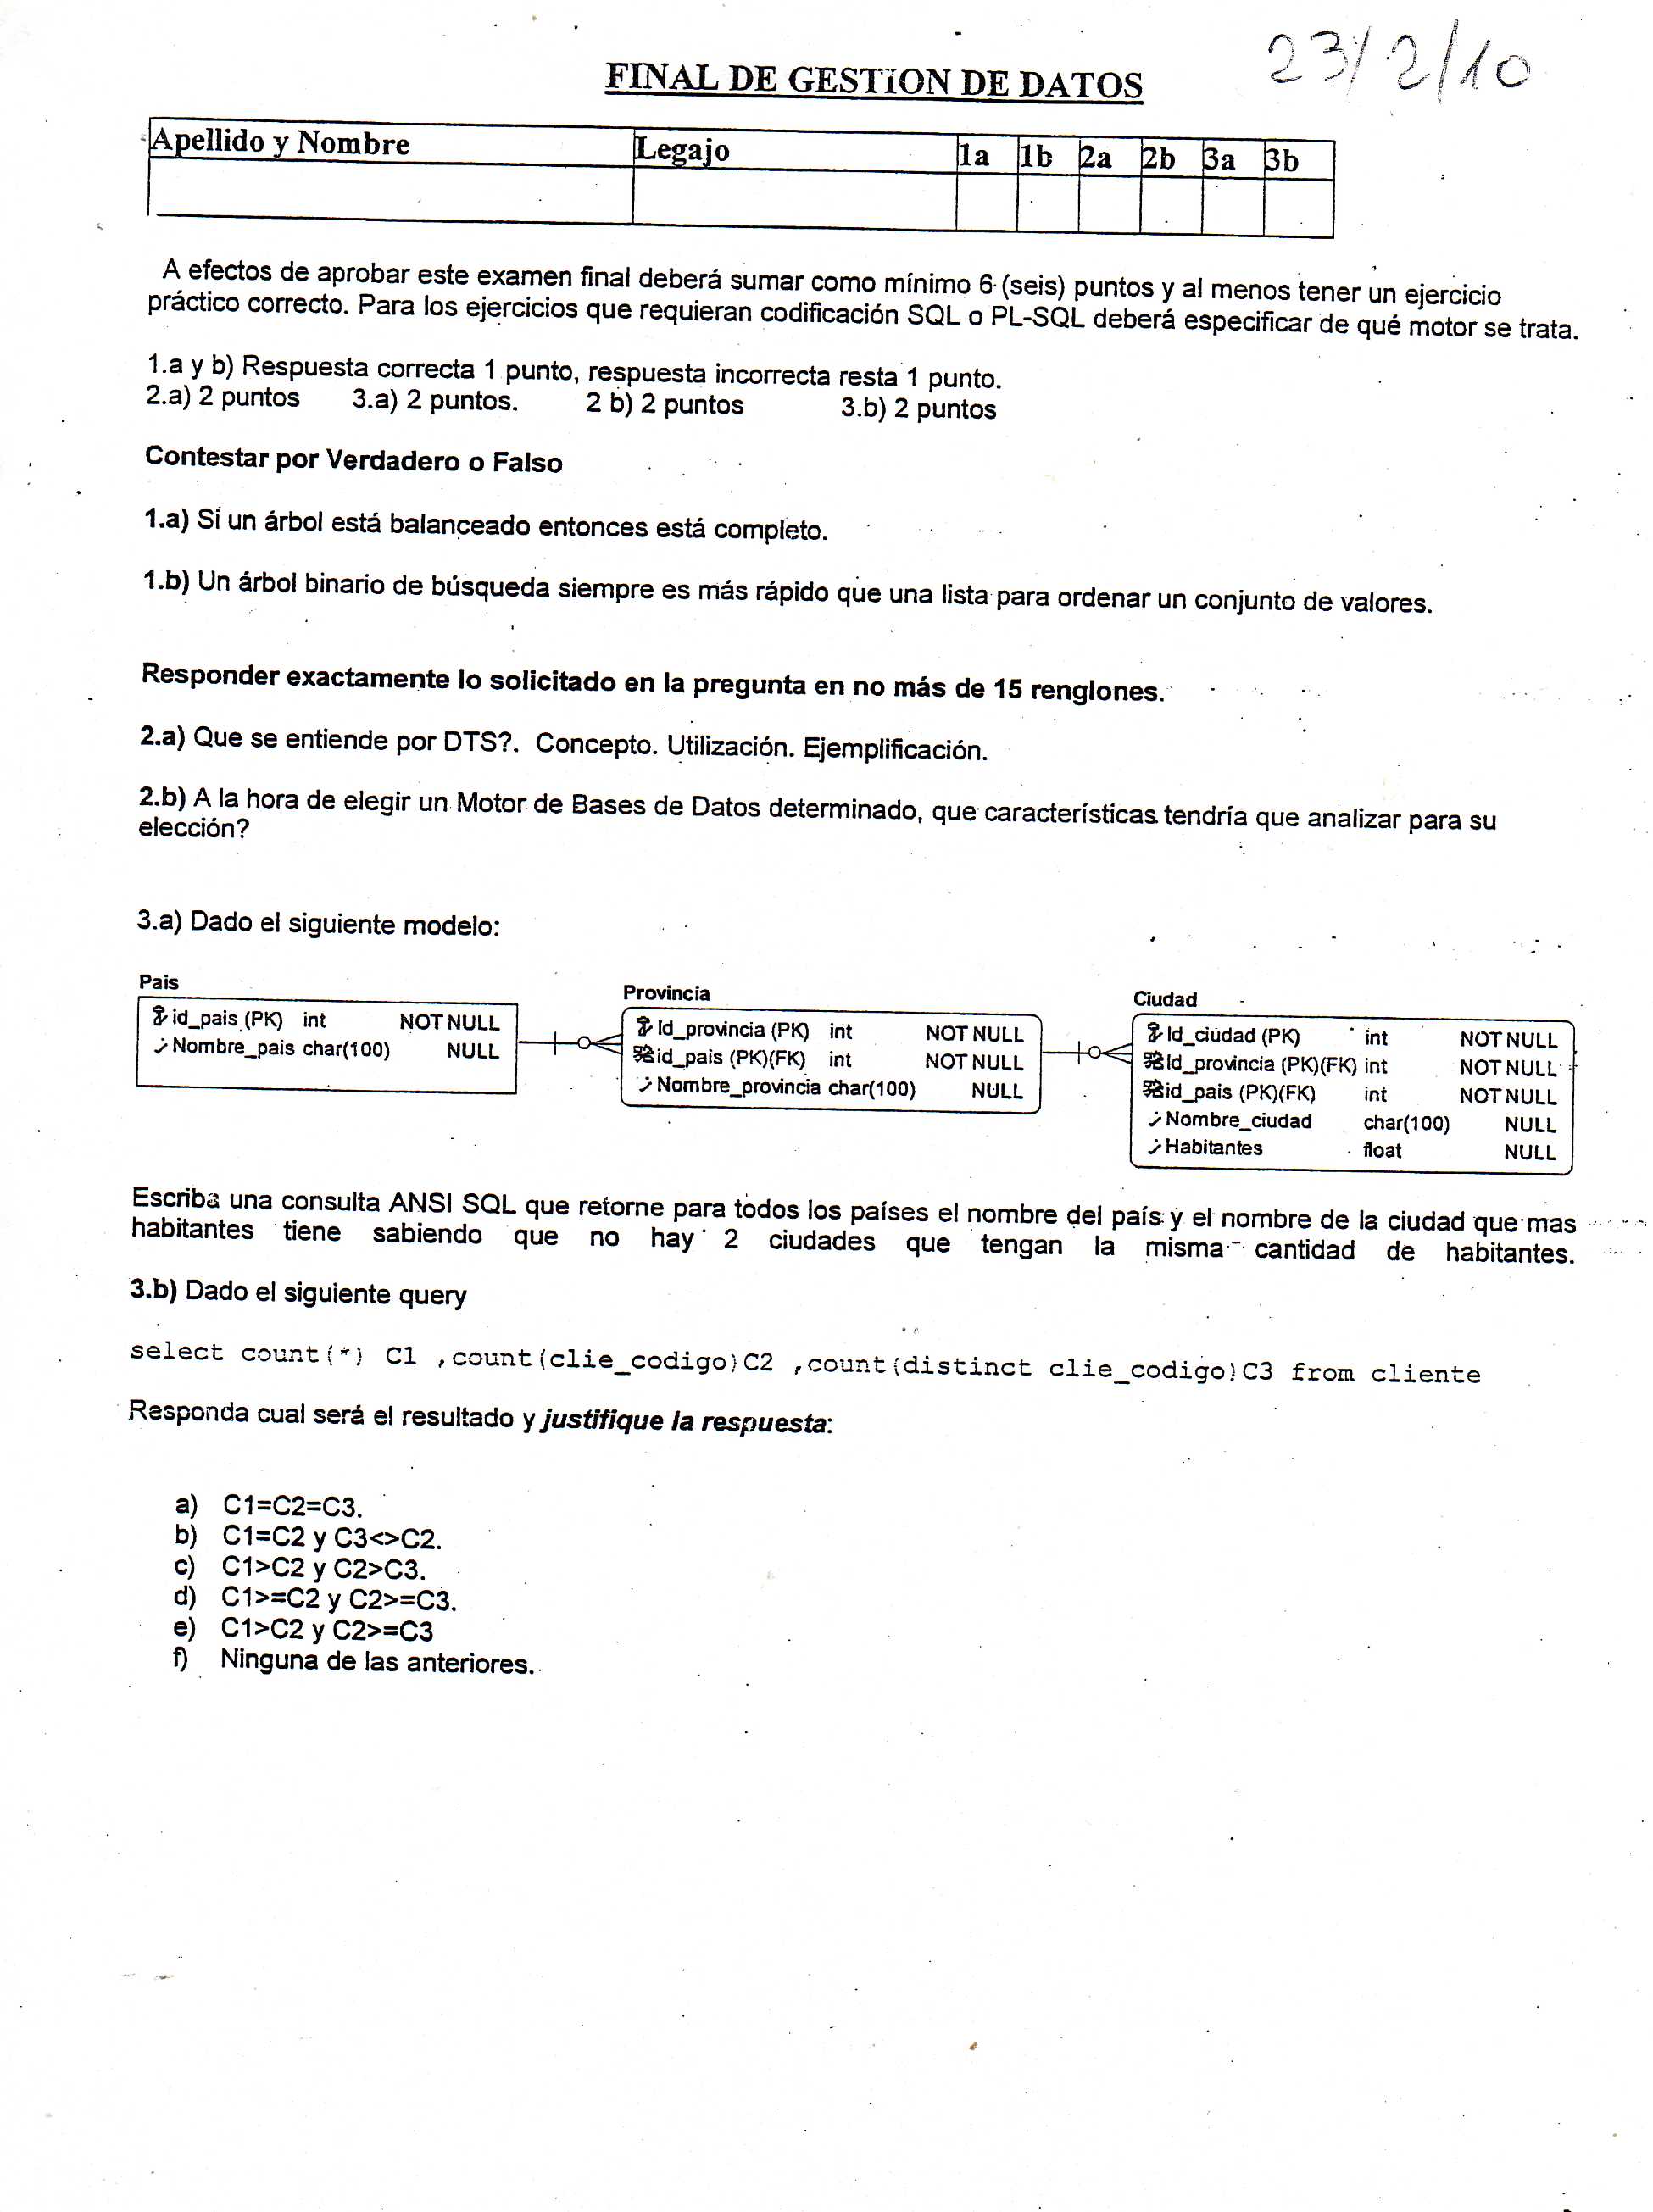 23/2/10
FINAL DE GESTION DE DATOS
Apellido y Nombre Legajo 1a 1b 2a 2b 3a 3b
A efectos de aprobar este examen final deberá sumar como mínimo 6 (seis) puntos y al menos tener un ejercicio
práctico correcto. Para los ejercicios que requieran codificación SQL o PL-SQL deberá especificar de qué motor se trata.
1.a y b) Respuesta correcta 1 punto, respuesta incorrecta resta 1 punto.
2.a) 2 puntos 3.a) 2 puntos. 2 b) 2 puntos 3.b) 2 puntos
Contestar por Verdadero o Falso
1.a) Sí un árbol está balanceado entonces está completo.
1.b) Un árbol binario de búsqueda siempre es más rápido que una lista para ordenar un conjunto de valores.
Responder exactamente lo solicitado en la pregunta en no más de 15 renglones.
2.a) Que se entiende por DTS?. Concepto. Utilización. Ejemplificación.
2.b) A la hora de elegir un Motor de Bases de Datos determinado, que características tendría que analizar para su
elección?
3.a) Dado el siguiente modelo:
Pais
id_pais (PK) int NOT NULL
Nombre_pais char(100) NULL
Provincia
Id_provincia (PK) int NOT NULL
id_pais (PK)(FK) int NOT NULL
Nombre_provincia char(100) NULL
Ciudad
Id_ciudad (PK) int NOT NULL
Id_provincia (PK)(FK) int NOT NULL
id_pais (PK)(FK) int NOT NULL
Nombre_ciudad char(100) NULL
Habitantes float NULL
Escriba una consulta ANSI SQL que retorne para todos los países el nombre del país y el nombre de la ciudad que mas
habitantes tiene sabiendo que no hay 2 ciudades que tengan la misma cantidad de habitantes.
3.b) Dado el siguiente query
select count(*) C1 ,count(clie_codigo)C2 ,count(distinct clie_codigo)C3 from cliente
Responda cual será el resultado y justifique la respuesta:
a) C1=C2=C3.
b) C1=C2 y C3<>C2.
c) C1>C2 y C2>C3.
d) C1>=C2 y C2>=C3.
e) C1>C2 y C2>=C3
f) Ninguna de las anteriores.